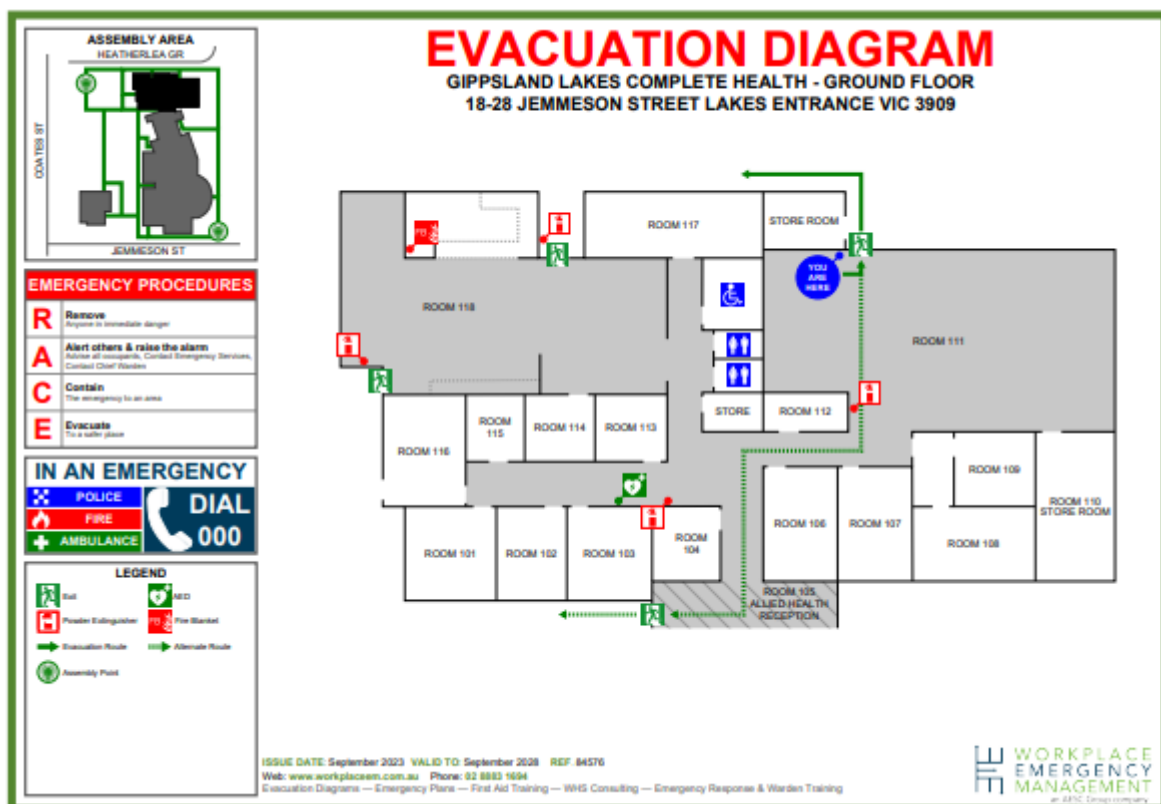 EVACUATION DIAGRAM
GIPPSLAND LAKES COMPLETE HEALTH - GROUND FLOOR
18-28 JEMMESON STREET LAKES ENTRANCE VIC 3909
ASSEMBLY AREA
HEATHERLEA GR
COATES ST
JEMMESON ST
EMERGENCY PROCEDURES
R Remove
Anyone is immediate danger
A Alert others & raise the alarm
Advise all occupants, Contact Emergency Services,
Contact Chief Warden
C Contain
The emergency to an area
E Evacuate
To a safer place
IN AN EMERGENCY
POLICE
FIRE
AMBULANCE
DIAL
000
LEGEND
Exit
AED
Powder Extinguisher
FB
Fire Blanket
Evacuation Route
Alternate Route
Assembly Point
ROOM 117
STORE ROOM
FB
YOU
ARE
HERE
ROOM 118
ROOM 111
STORE
ROOM 112
ROOM
115
ROOM 114
ROOM 113
ROOM 116
ROOM 109
ROOM 110
STORE ROOM
ROOM 101
ROOM 102
ROOM 103
ROOM
104
ROOM 106
ROOM 107
ROOM 108
ROOM 105
ALLIED HEALTH
RECEPTION
ISSUE DATE: September 2023 VALID TO: September 2028 REF: 84576
Web: www.workplaceem.com.au Phone: 02 8883 1694
Evacuation Diagrams — Emergency Plans — First Aid Training — WHS Consulting — Emergency Response & Warden Training
WORKPLACE
EMERGENCY
MANAGEMENT